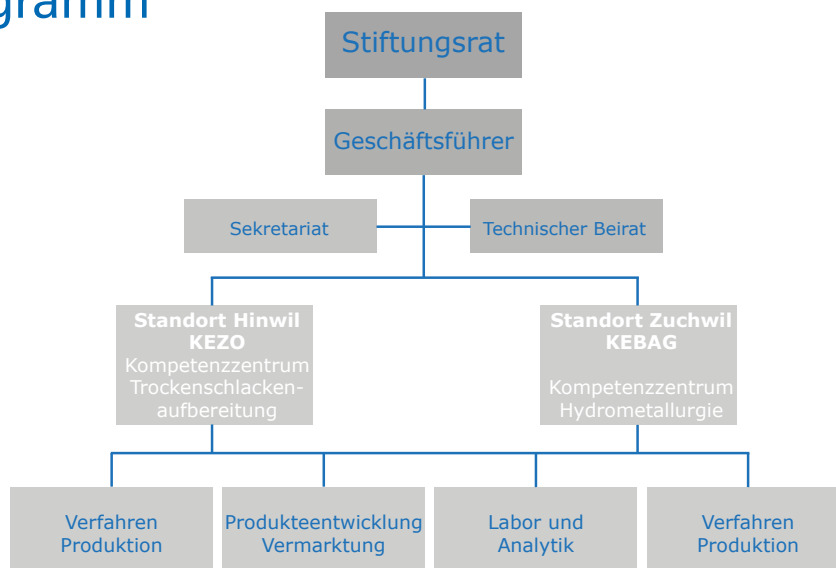 gramm
Stiftungsrat
Geschäftsführer
Sekretariat
Technischer Beirat
Standort Hinwil
KEZO
Kompetenzzentrum
Trockenschlacken-
aufbereitung
Standort Zuchwil
KEBAG
Kompetenzzentrum
Hydrometallurgie
Verfahren
Produktion
Produkteentwicklung
Vermarktung
Labor und
Analytik
Verfahren
Produktion